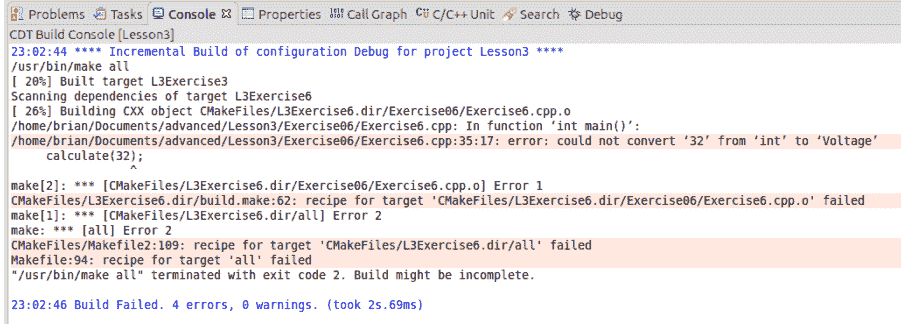 Problems Tasks Console Properties Call Graph C/C++ Unit Search Debug
CDT Build Console [Lesson3]
23:02:44 **** Incremental Build of configuration Debug for project Lesson3 ****
/usr/bin/make all
[ 20%] Built target L3Exercise3
Scanning dependencies of target L3Exercise6
[ 26%] Building CXX object CMakeFiles/L3Exercise6.dir/Exercise06/Exercise6.cpp.o
/home/brian/Documents/advanced/Lesson3/Exercise06/Exercise6.cpp: In function ‘int main()’:
/home/brian/Documents/advanced/Lesson3/Exercise06/Exercise6.cpp:35:17: error: could not convert ‘32’ from ‘int’ to ‘Voltage’
calculate(32);
^
make[2]: *** [CMakeFiles/L3Exercise6.dir/Exercise06/Exercise6.cpp.o] Error 1
CMakeFiles/L3Exercise6.dir/build.make:62: recipe for target 'CMakeFiles/L3Exercise6.dir/Exercise06/Exercise6.cpp.o' failed
make[1]: *** [CMakeFiles/L3Exercise6.dir/all] Error 2
make: *** [all] Error 2
CMakeFiles/Makefile2:109: recipe for target 'CMakeFiles/L3Exercise6.dir/all' failed
Makefile:94: recipe for target 'all' failed
"/usr/bin/make all" terminated with exit code 2. Build might be incomplete.
23:02:46 Build Failed. 4 errors, 0 warnings. (took 2s.69ms)